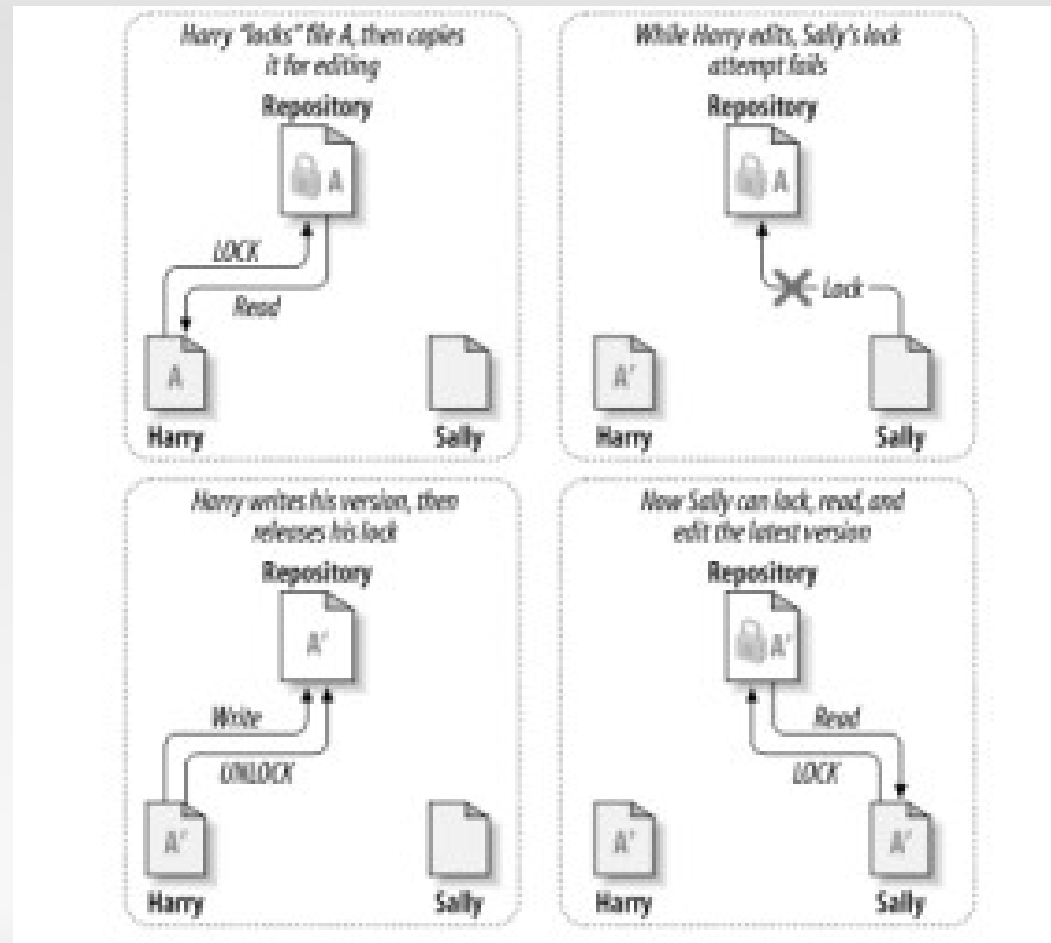 Harry "locks" file A, then copies
it for editing
Repository
A
LOCK
Read
A
Harry
Sally
While Harry edits, Sally's lock
attempt fails
Repository
A
Lock
A'
Harry
Sally
Harry writes his version, then
releases his lock
Repository
A'
Write
UNLOCK
A'
Harry
Sally
Now Sally can lock, read, and
edit the latest version
Repository
A'
Read
LOCK
A'
Harry
A'
Sally